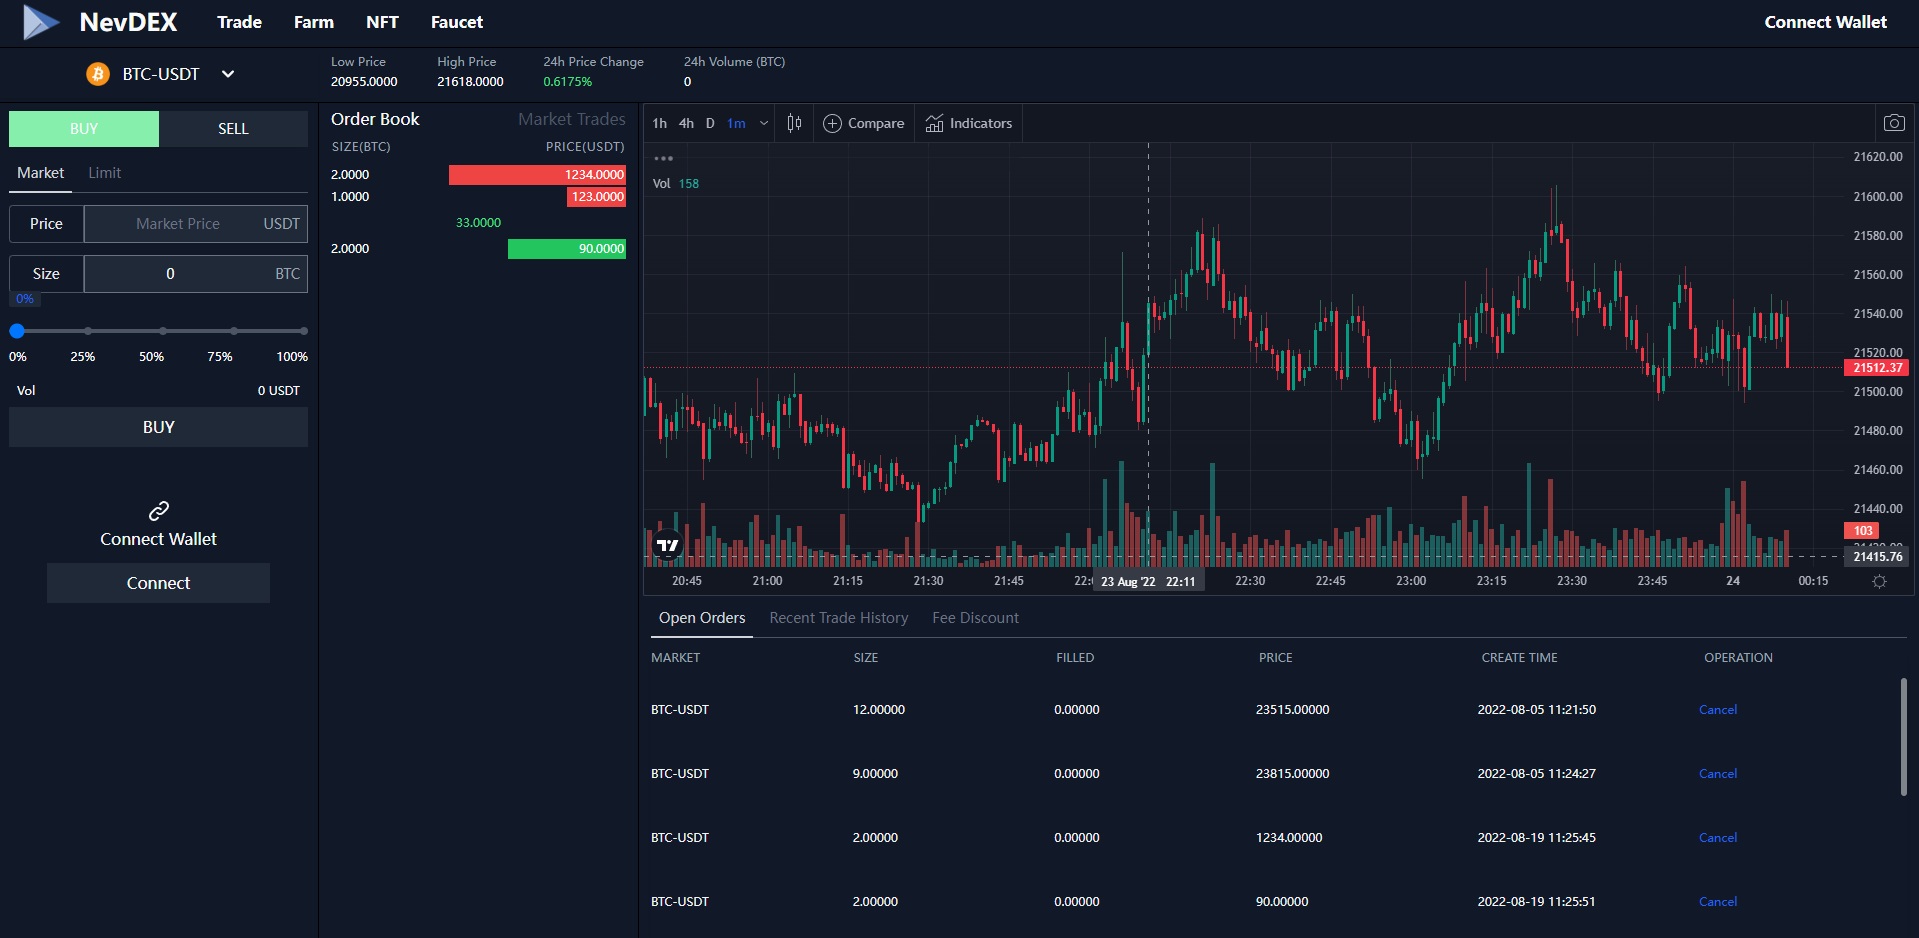 NevDEX Trade Farm NFT Faucet Connect Wallet
BTC-USDT
Low Price High Price 24h Price Change 24h Volume (BTC)
20955.0000 21618.0000 0.6175% 0
BUY SELL
Market Limit
Price Market Price USDT
Size 0 BTC
0%
0% 25% 50% 75% 100%
Vol 0 USDT
BUY
Connect Wallet
Connect
Order Book Market Trades
SIZE(BTC) PRICE(USDT)
2.0000 1234.0000
1.0000 123.0000
33.0000
2.0000 90.0000
1h 4h D 1m Compare Indicators
Vol 158
21620.00
21600.00
21580.00
21560.00
21540.00
21520.00
21512.37
21500.00
21480.00
21460.00
21440.00
103
21415.76
20:45 21:00 21:15 21:30 21:45 23 Aug '22 22:11 22:30 22:45 23:00 23:15 23:30 23:45 24 00:15
Open Orders Recent Trade History Fee Discount
MARKET SIZE FILLED PRICE CREATE TIME OPERATION
BTC-USDT 12.00000 0.00000 23515.00000 2022-08-05 11:21:50 Cancel
BTC-USDT 9.00000 0.00000 23815.00000 2022-08-05 11:24:27 Cancel
BTC-USDT 2.00000 0.00000 1234.00000 2022-08-19 11:25:45 Cancel
BTC-USDT 2.00000 0.00000 90.00000 2022-08-19 11:25:51 Cancel